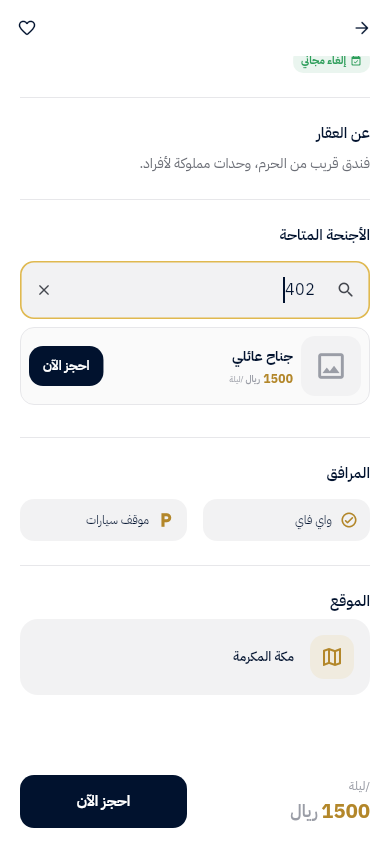 إلغاء مجاني
عن العقار
فندق قريب من الحرم، وحدات مملوكة لأفراد.
الأجنحة المتاحة
402
جناح عائلي
1500 ريال /ليلة
احجز الآن
المرافق
واي فاي
موقف سيارات
الموقع
مكة المكرمة
/ليلة
1500 ريال
احجز الآن